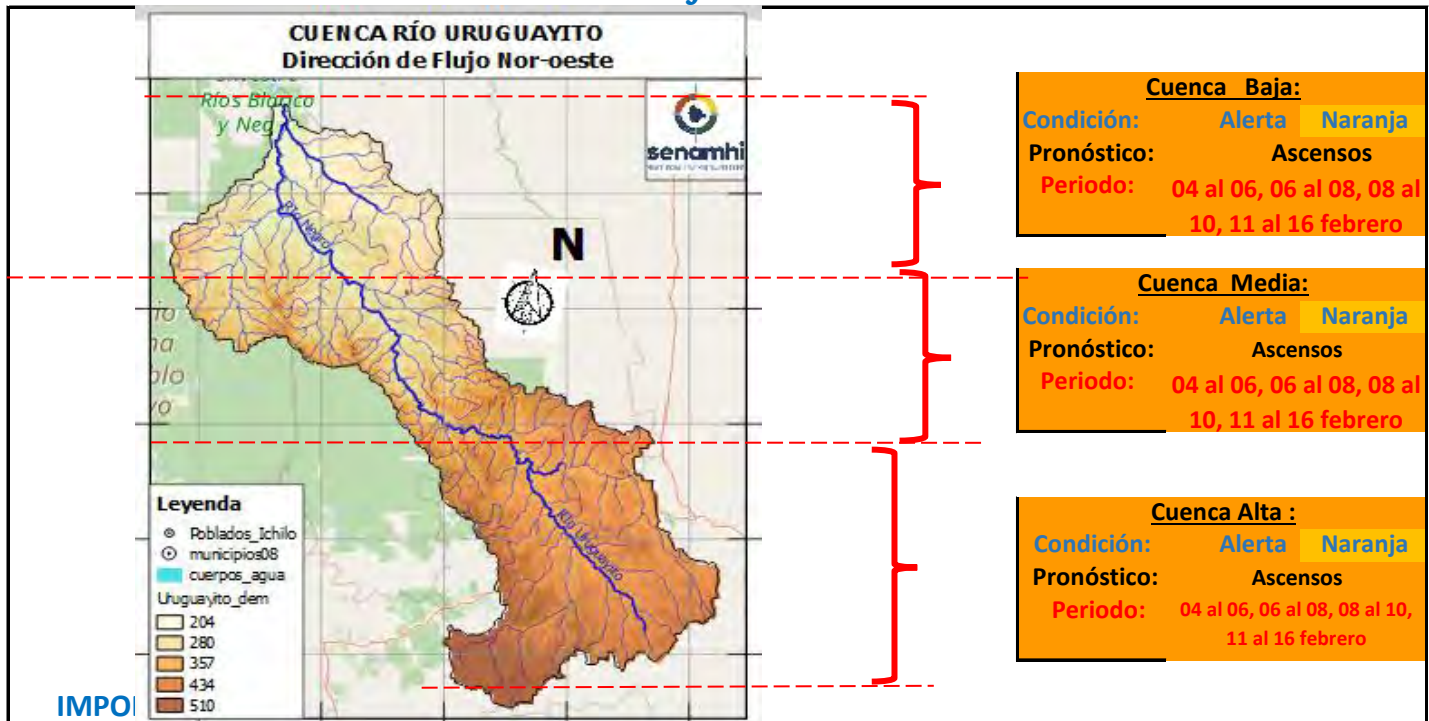 CUENCA RÍO URUGUAYITO
Dirección de Flujo Nor-oeste
Ríos Blanco
y Neg
senamhi
Río Negro
N
Río Uruguayito
Leyenda
Poblados_Ichilo
municipios08
cuerpos_agua
Uruguayito_dem
204
280
357
434
510
IMPO
Cuenca Baja:
Condición: Alerta Naranja
Pronóstico: Ascensos
Periodo: 04 al 06, 06 al 08, 08 al
10, 11 al 16 febrero
Cuenca Media:
Condición: Alerta Naranja
Pronóstico: Ascensos
Periodo: 04 al 06, 06 al 08, 08 al
10, 11 al 16 febrero
Cuenca Alta :
Condición: Alerta Naranja
Pronóstico: Ascensos
Periodo: 04 al 06, 06 al 08, 08 al 10,
11 al 16 febrero